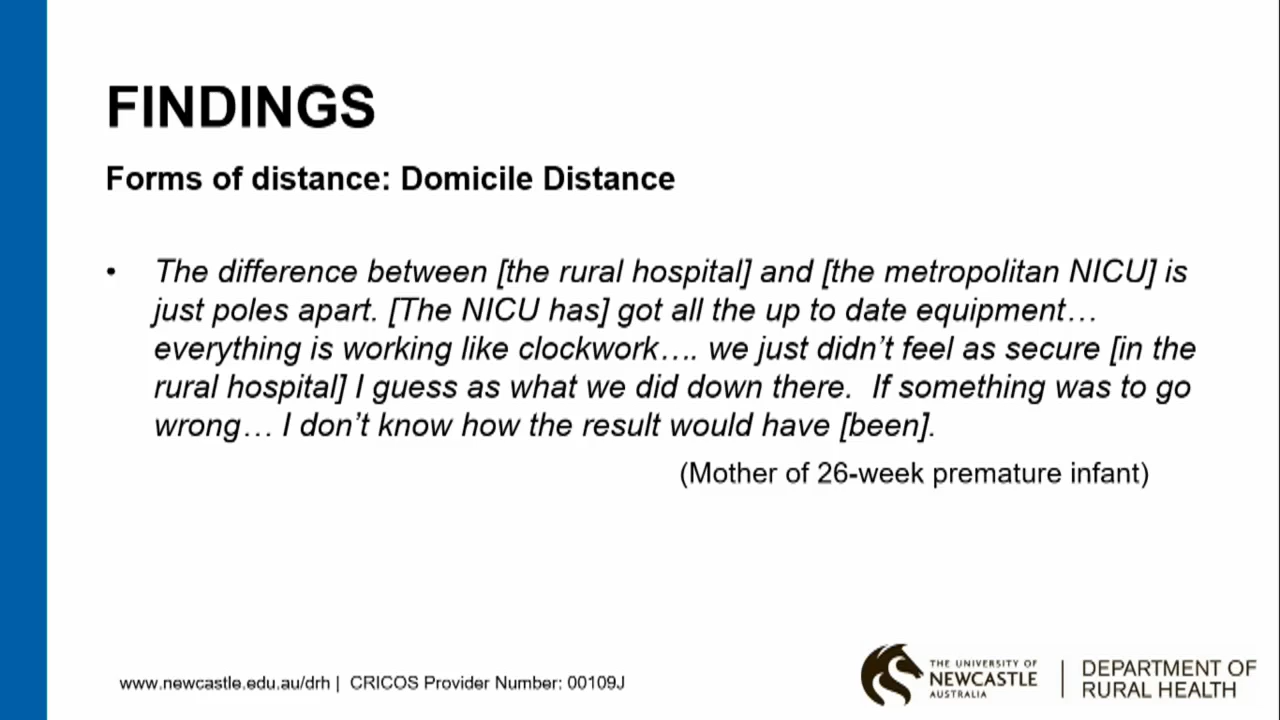 FINDINGS
Forms of distance: Domicile Distance
• The difference between [the rural hospital] and [the metropolitan NICU] is
just poles apart. [The NICU has] got all the up to date equipment…
everything is working like clockwork…. we just didn’t feel as secure [in the
rural hospital] I guess as what we did down there. If something was to go
wrong… I don’t know how the result would have [been].
(Mother of 26-week premature infant)
www.newcastle.edu.au/drh | CRICOS Provider Number: 00109J
THE UNIVERSITY OF
NEWCASTLE
AUSTRALIA
DEPARTMENT OF
RURAL HEALTH